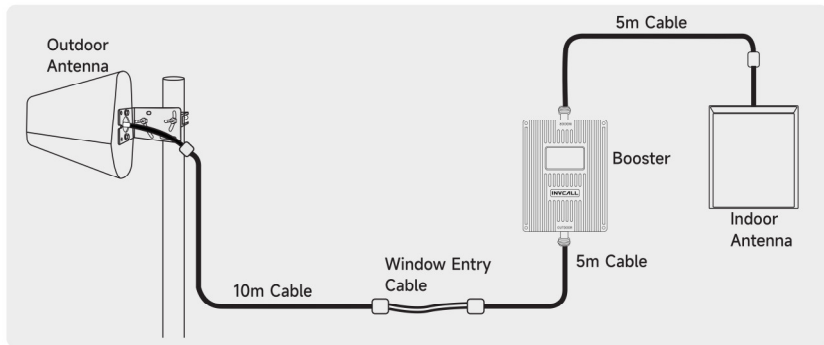 5m Cable
Outdoor
Antenna
Booster
INVCALL
Indoor
Antenna
Window Entry
Cable
5m Cable
10m Cable